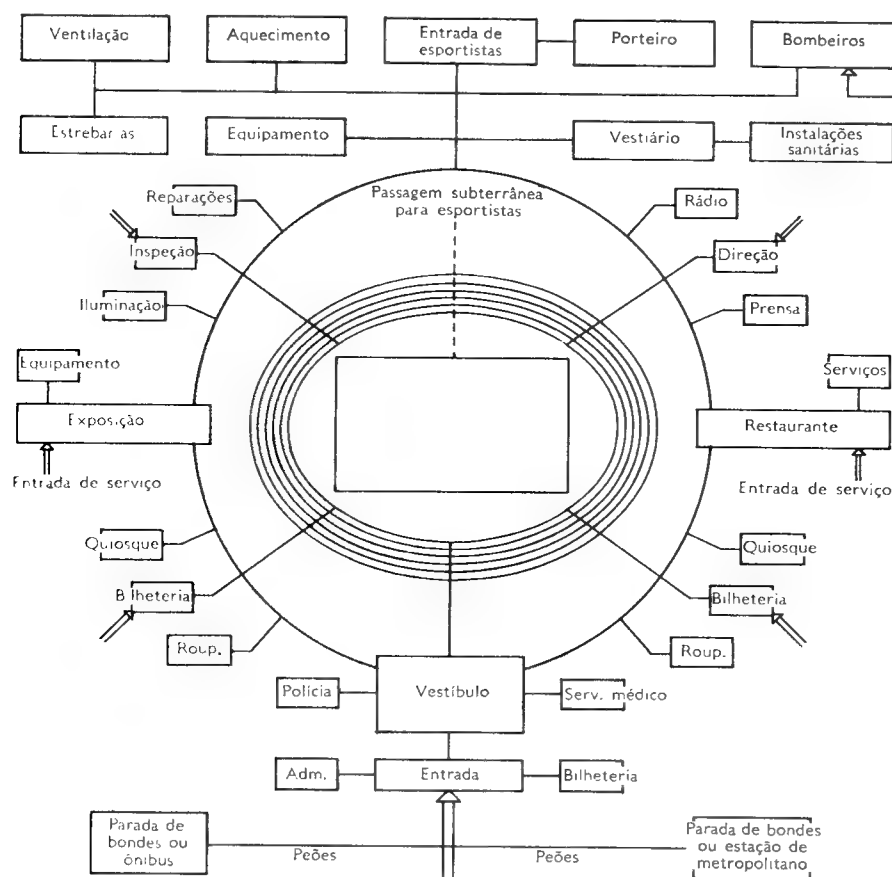 Ventilação
Aquecimento
Entrada de
esportistas
Porteiro
Bombeiros
Estrebar as
Equipamento
Vestiário
Instalações
sanitárias
Passagem subterrânea
para esportistas
Reparações
Rádio
Inspeção
Direção
Iluminação
Prensa
Equipamento
Serviços
Exposição
Restaurante
Entrada de serviço
Entrada de serviço
Quiosque
Quiosque
Bilheteria
Bilheteria
Roup.
Roup.
Polícia
Vestíbulo
Serv. médico
Adm.
Entrada
Bilheteria
Parada de
bondes ou
ônibus
Peões
Peões
Parada de bondes
ou estação de
metropolitano